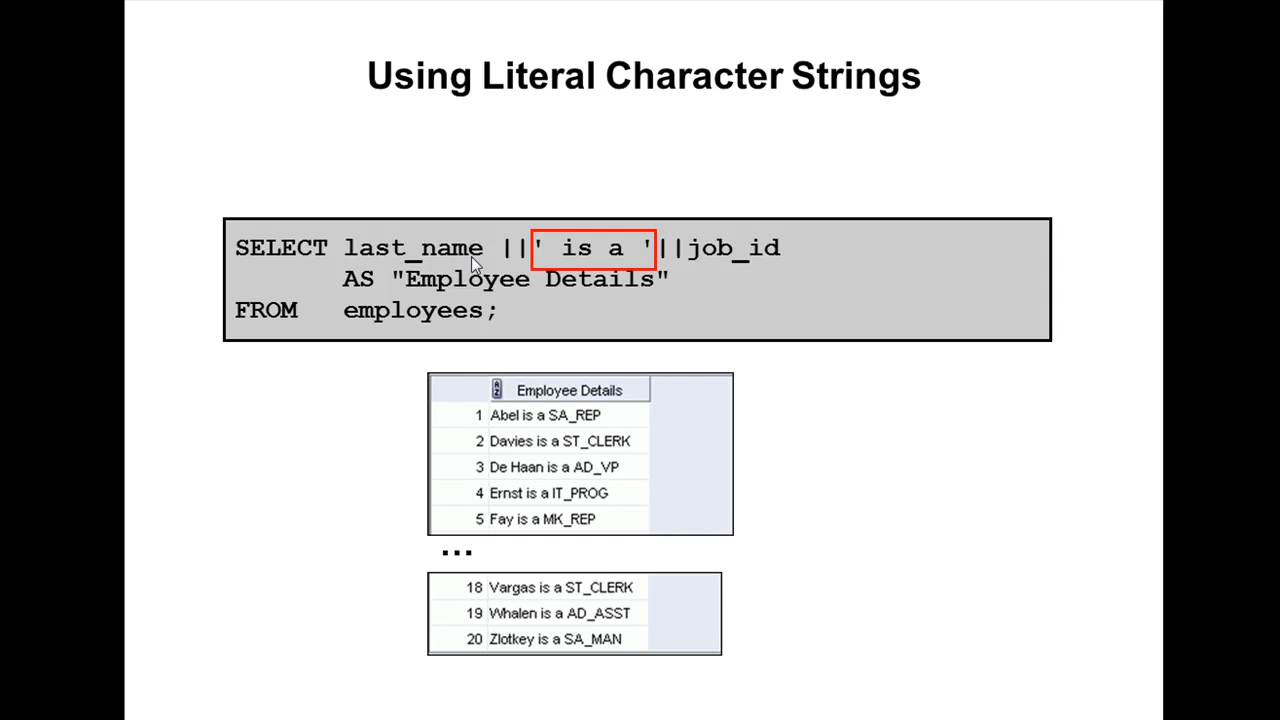 Using Literal Character Strings
SELECT last_name ||' is a '||job_id
AS "Employee Details"
FROM employees;
Employee Details
1 Abel is a SA_REP
2 Davies is a ST_CLERK
3 De Haan is a AD_VP
4 Ernst is a IT_PROG
5 Fay is a MK_REP
...
18 Vargas is a ST_CLERK
19 Whalen is a AD_ASST
20 Zlotkey is a SA_MAN